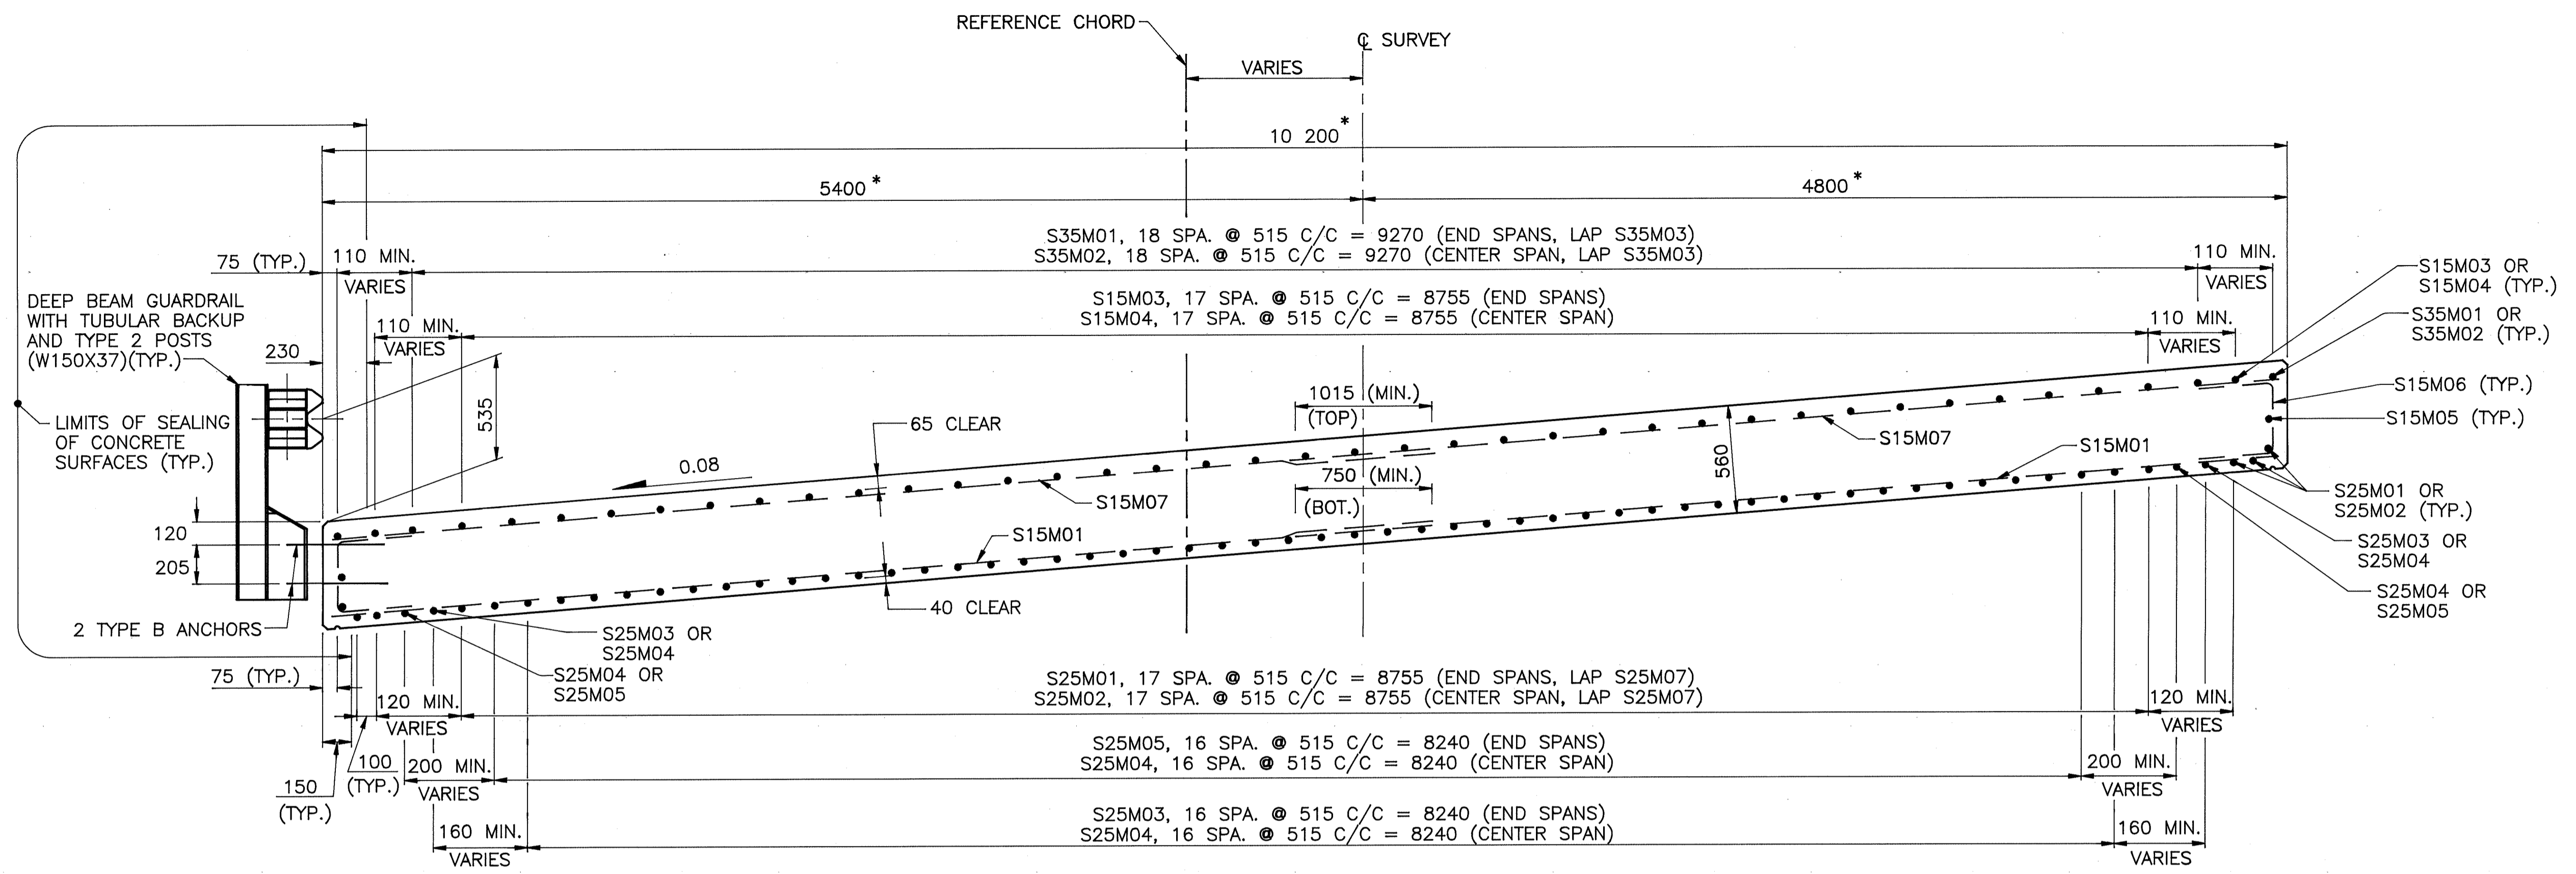 REFERENCE CHORD
℄ SURVEY
VARIES
10 200*
5400*
4800*
S35M01, 18 SPA. @ 515 C/C = 9270 (END SPANS, LAP S35M03)
S35M02, 18 SPA. @ 515 C/C = 9270 (CENTER SPAN, LAP S35M03)
75 (TYP.)
110 MIN.
VARIES
110 MIN.
VARIES
S15M03 OR
S15M04 (TYP.)
DEEP BEAM GUARDRAIL
WITH TUBULAR BACKUP
AND TYPE 2 POSTS
(W150X37)(TYP.)
230
110 MIN.
VARIES
S15M03, 17 SPA. @ 515 C/C = 8755 (END SPANS)
S15M04, 17 SPA. @ 515 C/C = 8755 (CENTER SPAN)
110 MIN.
VARIES
S35M01 OR
S35M02 (TYP.)
LIMITS OF SEALING
OF CONCRETE
SURFACES (TYP.)
535
65 CLEAR
1015 (MIN.)
(TOP)
S15M06 (TYP.)
S15M05 (TYP.)
S15M07
S15M01
560
0.08
750 (MIN.)
(BOT.)
S15M07
S15M01
S25M01 OR
S25M02 (TYP.)
120
205
S25M03 OR
S25M04
S25M04 OR
S25M05
40 CLEAR
2 TYPE B ANCHORS
S25M03 OR
S25M04
S25M04 OR
S25M05
75 (TYP.)
S25M01, 17 SPA. @ 515 C/C = 8755 (END SPANS, LAP S25M07)
S25M02, 17 SPA. @ 515 C/C = 8755 (CENTER SPAN, LAP S25M07)
120 MIN.
VARIES
120 MIN.
VARIES
S25M05, 16 SPA. @ 515 C/C = 8240 (END SPANS)
S25M04, 16 SPA. @ 515 C/C = 8240 (CENTER SPAN)
100
(TYP.)
200 MIN.
VARIES
200 MIN.
VARIES
150
(TYP.)
S25M03, 16 SPA. @ 515 C/C = 8240 (END SPANS)
S25M04, 16 SPA. @ 515 C/C = 8240 (CENTER SPAN)
160 MIN.
VARIES
160 MIN.
VARIES